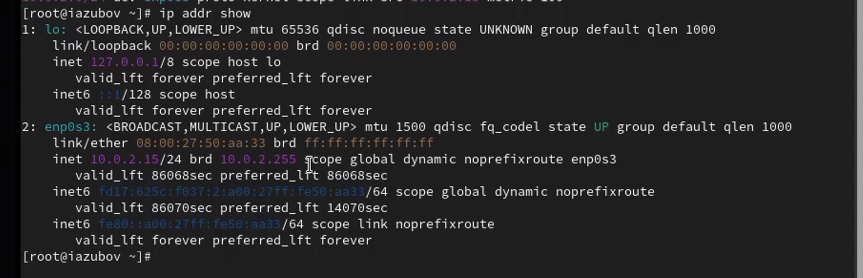 [root@iazubov ~]# ip addr show
1: lo: <LOOPBACK,UP,LOWER_UP> mtu 65536 qdisc noqueue state UNKNOWN group default qlen 1000
link/loopback 00:00:00:00:00:00 brd 00:00:00:00:00:00
inet 127.0.0.1/8 scope host lo
valid_lft forever preferred_lft forever
inet6 ::1/128 scope host
valid_lft forever preferred_lft forever
2: enp0s3: <BROADCAST,MULTICAST,UP,LOWER_UP> mtu 1500 qdisc fq_codel state UP group default qlen 1000
link/ether 08:00:27:50:aa:33 brd ff:ff:ff:ff:ff:ff
inet 10.0.2.15/24 brd 10.0.2.255 scope global dynamic noprefixroute enp0s3
valid_lft 86068sec preferred_lft 86068sec
inet6 fd17:625c:f037:2:a00:27ff:fe50:aa33/64 scope global dynamic noprefixroute
valid_lft 86070sec preferred_lft 14070sec
inet6 fe80::a00:27ff:fe50:aa33/64 scope link noprefixroute
valid_lft forever preferred_lft forever
[root@iazubov ~]#